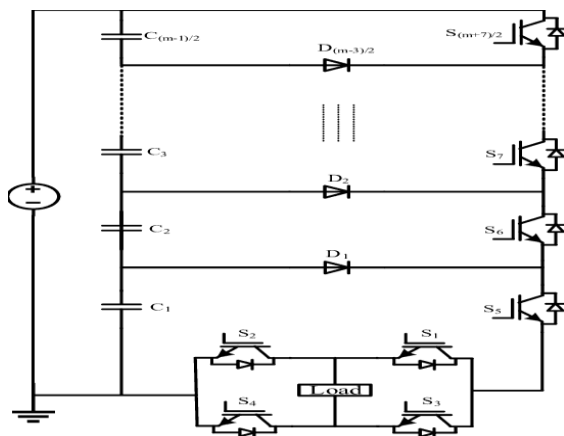 C(m-1)/2
D(m-3)/2
S(m+7)/2
C3
S7
D2
+
−
C2
S6
D1
C1
S5
S2
S1
Load
S4
S3